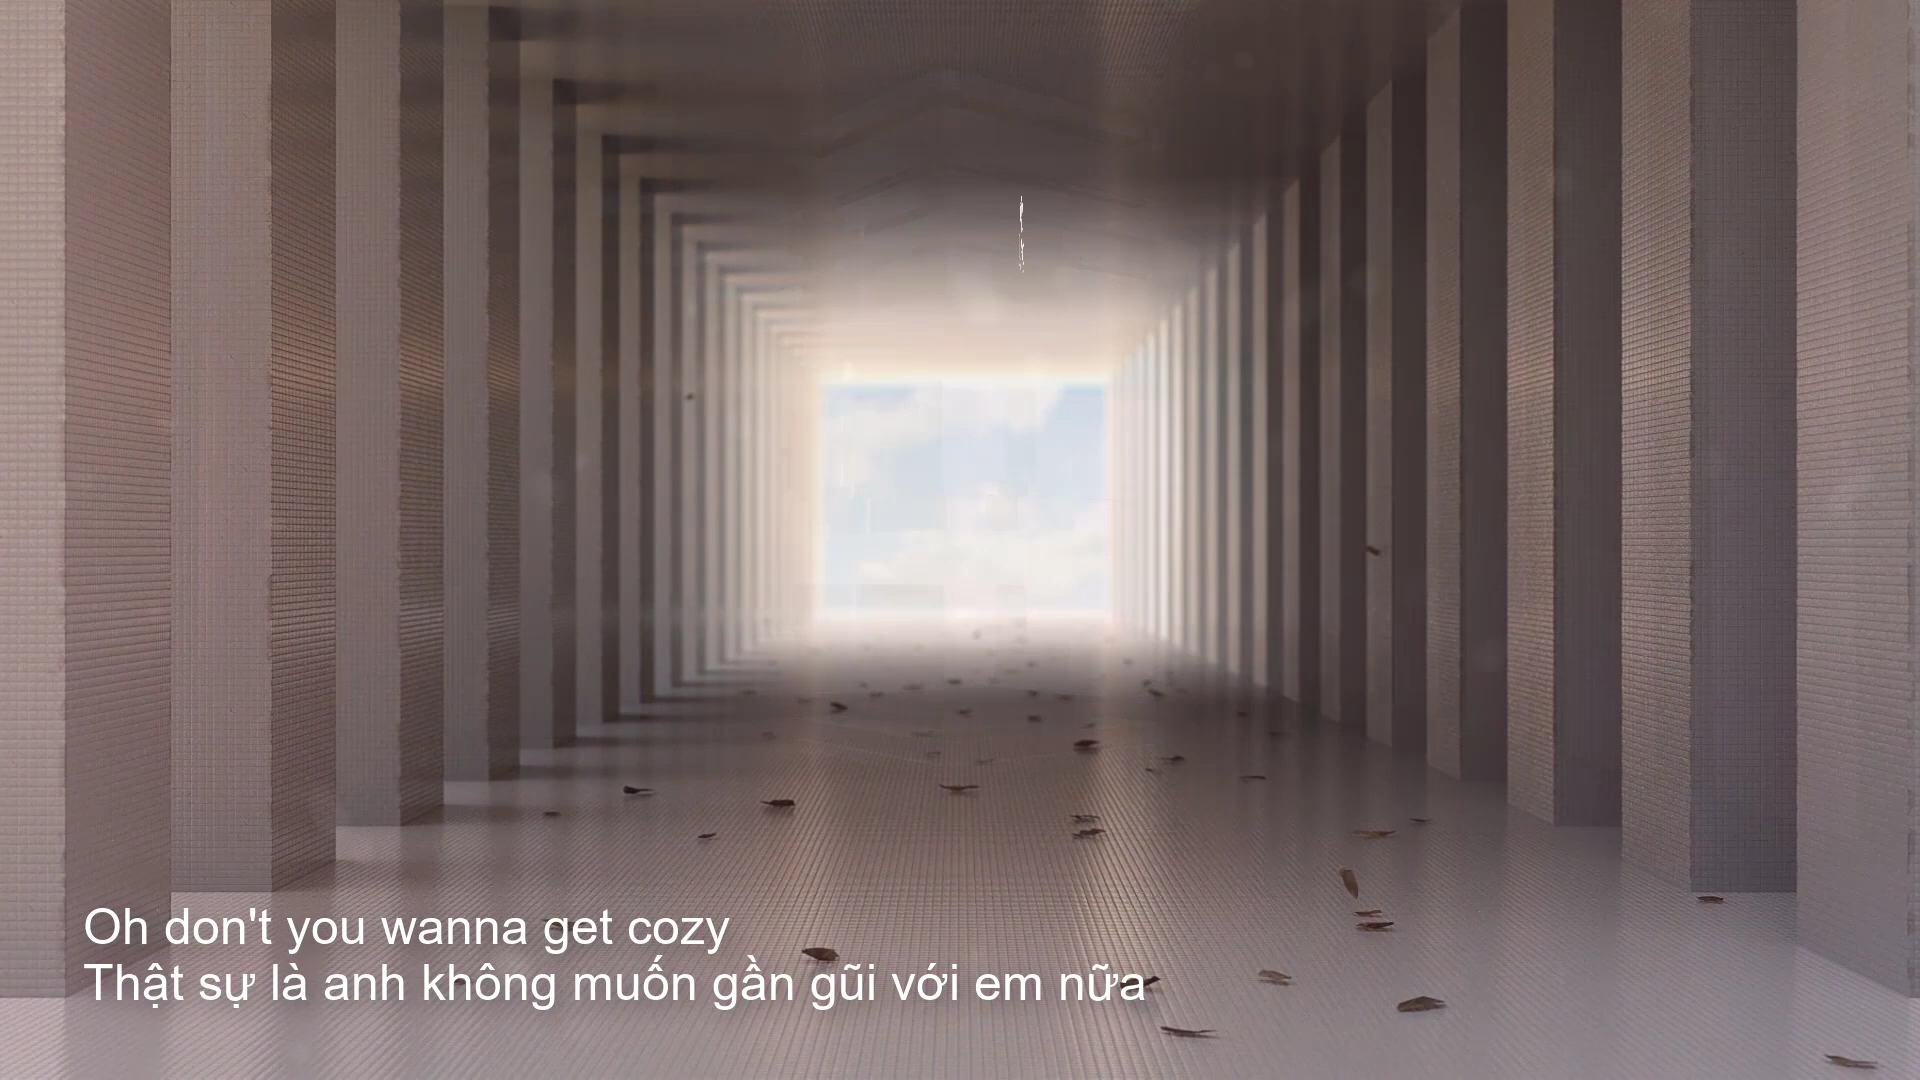 Oh don't you wanna get cozy
Thật sự là anh không muốn gần gũi với em nữa